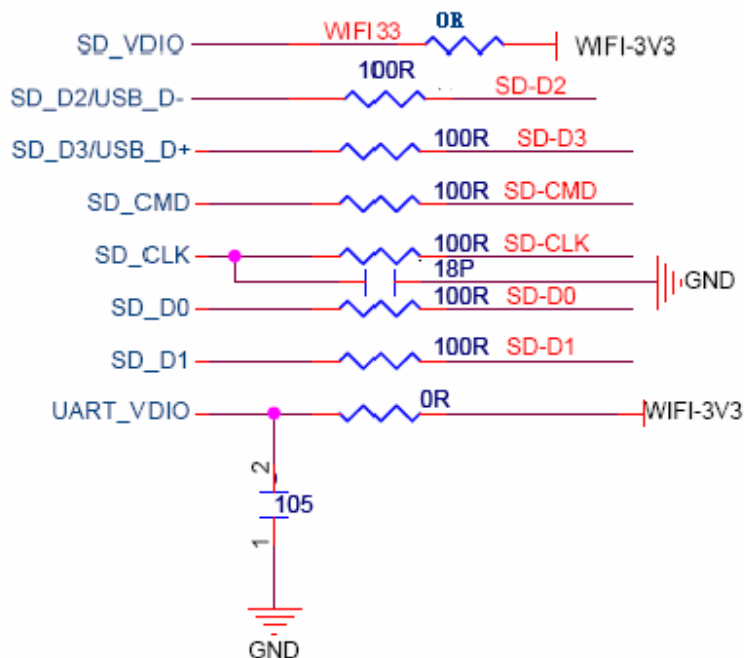 SD_VDIO WIFI33 0R WIFI-3V3
SD_D2/USB_D- 100R SD-D2
SD_D3/USB_D+ 100R SD-D3
SD_CMD 100R SD-CMD
SD_CLK 100R SD-CLK
18P GND
SD_D0 100R SD-D0
SD_D1 100R SD-D1
UART_VDIO 0R WIFI-3V3
2
105
1
GND